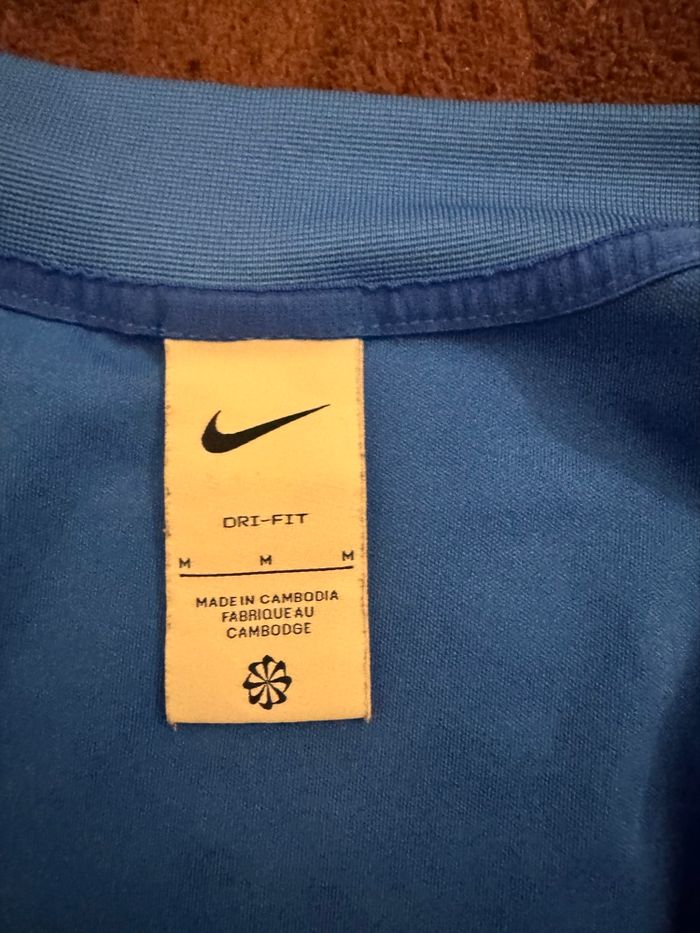 DRI-FIT
M M M
MADE IN CAMBODIA
FABRIQUE AU
CAMBODGE